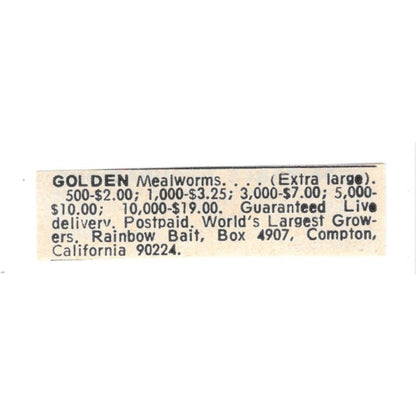 GOLDEN Mealworms. . . . (Extra large).
500-$2.00; 1,000-$3.25; 3,000-$7.00; 5,000-
$10.00; 10,000-$19.00. Guaranteed Live
delivery. Postpaid. World's Largest Grow-
ers. Rainbow Bait, Box 4907, Compton,
California 90224.